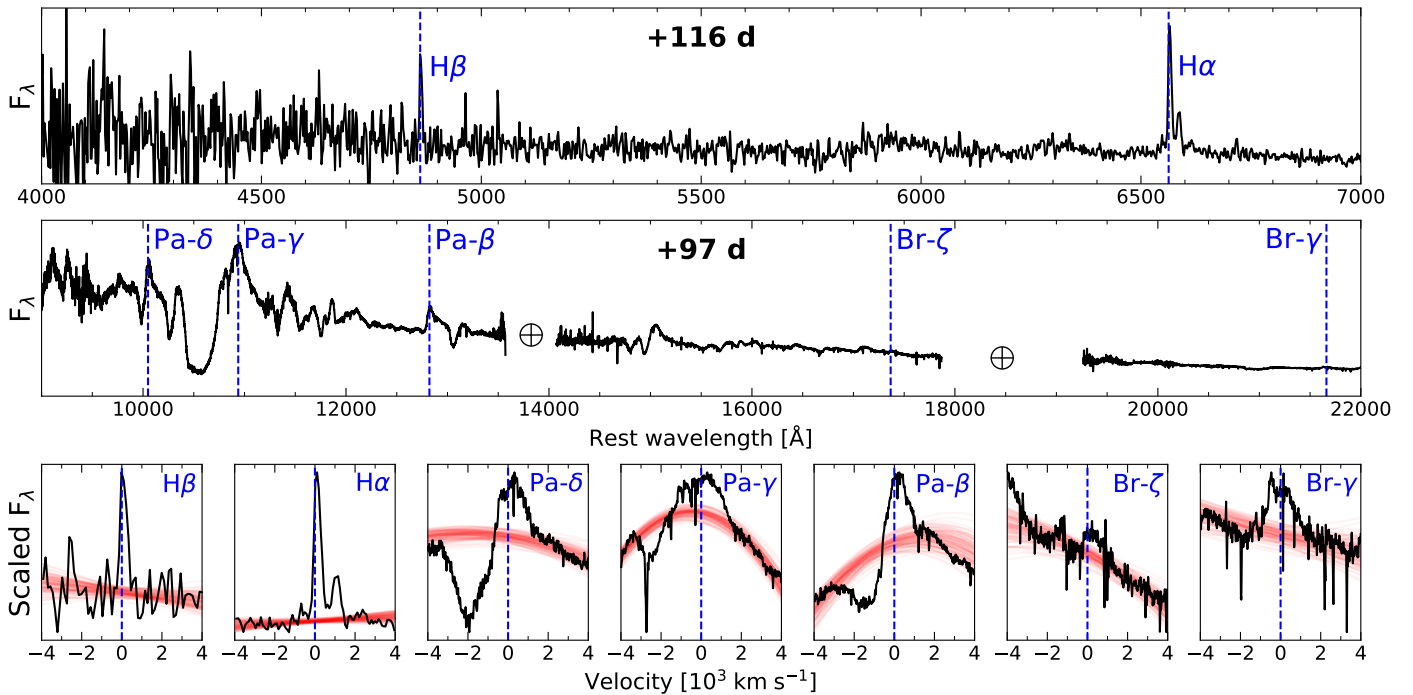 +116 d
Hβ
Hα
F_λ
4000 4500 5000 5500 6000 6500 7000
Pa-δ Pa-γ Pa-β +97 d Br-ζ Br-γ
F_λ
10000 12000 14000 16000 18000 20000 22000
Rest wavelength [Å]
Hβ Hα Pa-δ Pa-γ Pa-β Br-ζ Br-γ
Scaled F_λ
−4 −2 0 2 4 −4 −2 0 2 4 −4 −2 0 2 4 −4 −2 0 2 4 −4 −2 0 2 4 −4 −2 0 2 4 −4 −2 0 2 4
Velocity [10³ km s⁻¹]